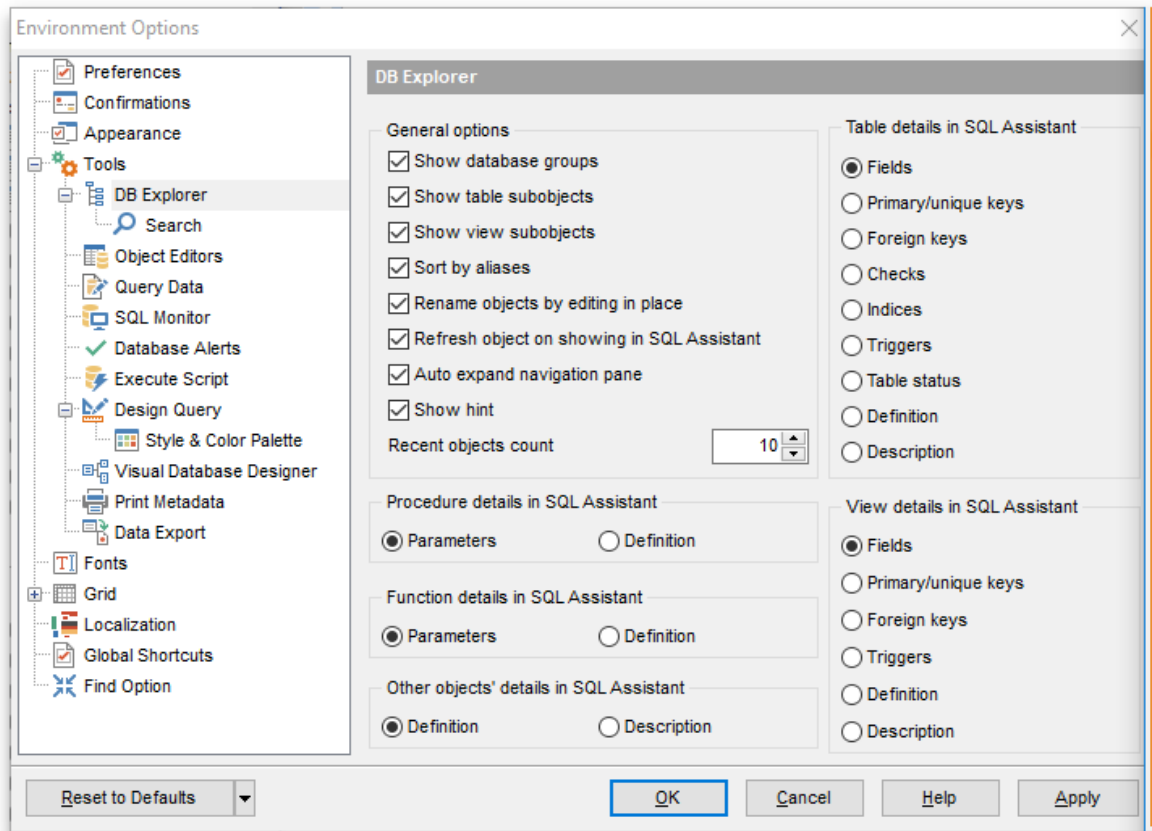 Environment Options
Preferences
Confirmations
Appearance
Tools
DB Explorer
Search
Object Editors
Query Data
SQL Monitor
Database Alerts
Execute Script
Design Query
Style & Color Palette
Visual Database Designer
Print Metadata
Data Export
Fonts
Grid
Localization
Global Shortcuts
Find Option
DB Explorer
General options
Show database groups
Show table subobjects
Show view subobjects
Sort by aliases
Rename objects by editing in place
Refresh object on showing in SQL Assistant
Auto expand navigation pane
Show hint
Recent objects count 10
Procedure details in SQL Assistant
Parameters Definition
Function details in SQL Assistant
Parameters Definition
Other objects' details in SQL Assistant
Definition Description
Table details in SQL Assistant
Fields
Primary/unique keys
Foreign keys
Checks
Indices
Triggers
Table status
Definition
Description
View details in SQL Assistant
Fields
Primary/unique keys
Foreign keys
Triggers
Definition
Description
Reset to Defaults OK Cancel Help Apply